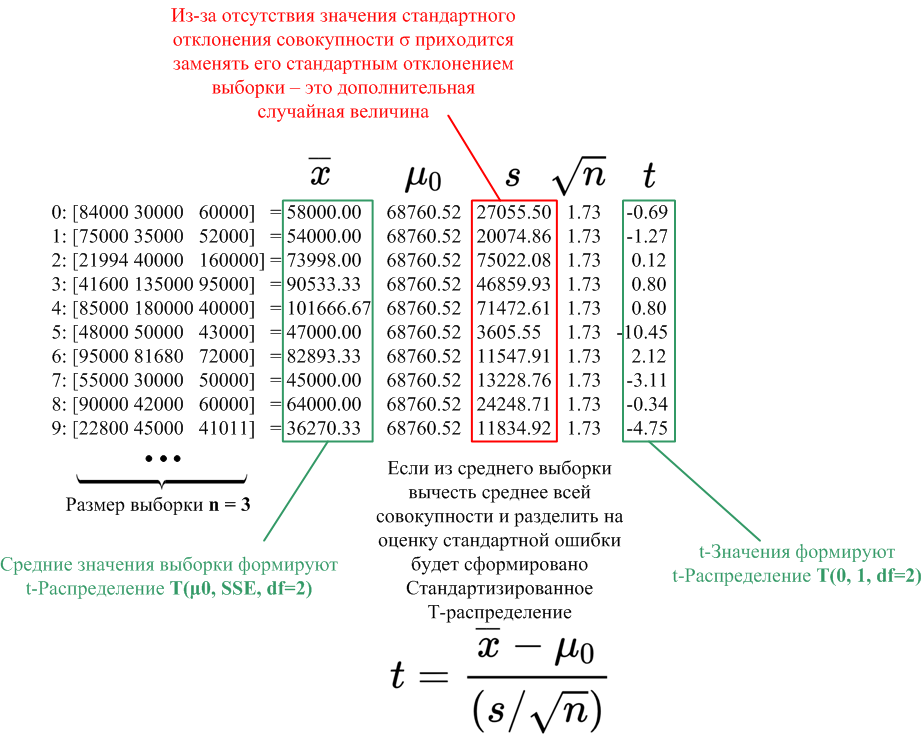 Из-за отсутствия значения стандартного
отклонения совокупности σ приходится
заменять его стандартным отклонением
выборки – это дополнительная
случайная величина
x̅ μ0 s √n t
0: [84000 30000 60000] = 58000.00 68760.52 27055.50 1.73 -0.69
1: [75000 35000 52000] = 54000.00 68760.52 20074.86 1.73 -1.27
2: [21994 40000 160000] = 73998.00 68760.52 75022.08 1.73 0.12
3: [41600 135000 95000] = 90533.33 68760.52 46859.93 1.73 0.80
4: [85000 180000 40000] = 101666.67 68760.52 71472.61 1.73 0.80
5: [48000 50000 43000] = 47000.00 68760.52 3605.55 1.73 -10.45
6: [95000 81680 72000] = 82893.33 68760.52 11547.91 1.73 2.12
7: [55000 30000 50000] = 45000.00 68760.52 13228.76 1.73 -3.11
8: [90000 42000 60000] = 64000.00 68760.52 24248.71 1.73 -0.34
9: [22800 45000 41011] = 36270.33 68760.52 11834.92 1.73 -4.75
•••
Размер выборки n = 3
Средние значения выборки формируют
t-Распределение T(μ0, SSE, df=2)
Если из среднего выборки
вычесть среднее всей
совокупности и разделить на
оценку стандартной ошибки
будет сформировано
Стандартизированное
Т-распределение
t-Значения формируют
t-Распределение T(0, 1, df=2)
t = (x̅ − μ0) / (s/√n)